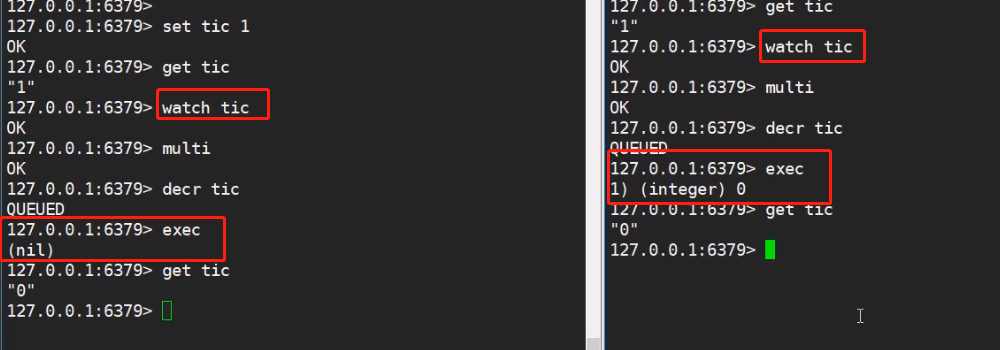 127.0.0.1:6379>
127.0.0.1:6379> set tic 1
OK
127.0.0.1:6379> get tic
"1"
127.0.0.1:6379> watch tic
OK
127.0.0.1:6379> multi
OK
127.0.0.1:6379> decr tic
QUEUED
127.0.0.1:6379> exec
(nil)
127.0.0.1:6379> get tic
"0"
127.0.0.1:6379>
127.0.0.1:6379> get tic
"1"
127.0.0.1:6379> watch tic
OK
127.0.0.1:6379> multi
OK
127.0.0.1:6379> decr tic
QUEUED
127.0.0.1:6379> exec
1) (integer) 0
127.0.0.1:6379> get tic
"0"
127.0.0.1:6379>